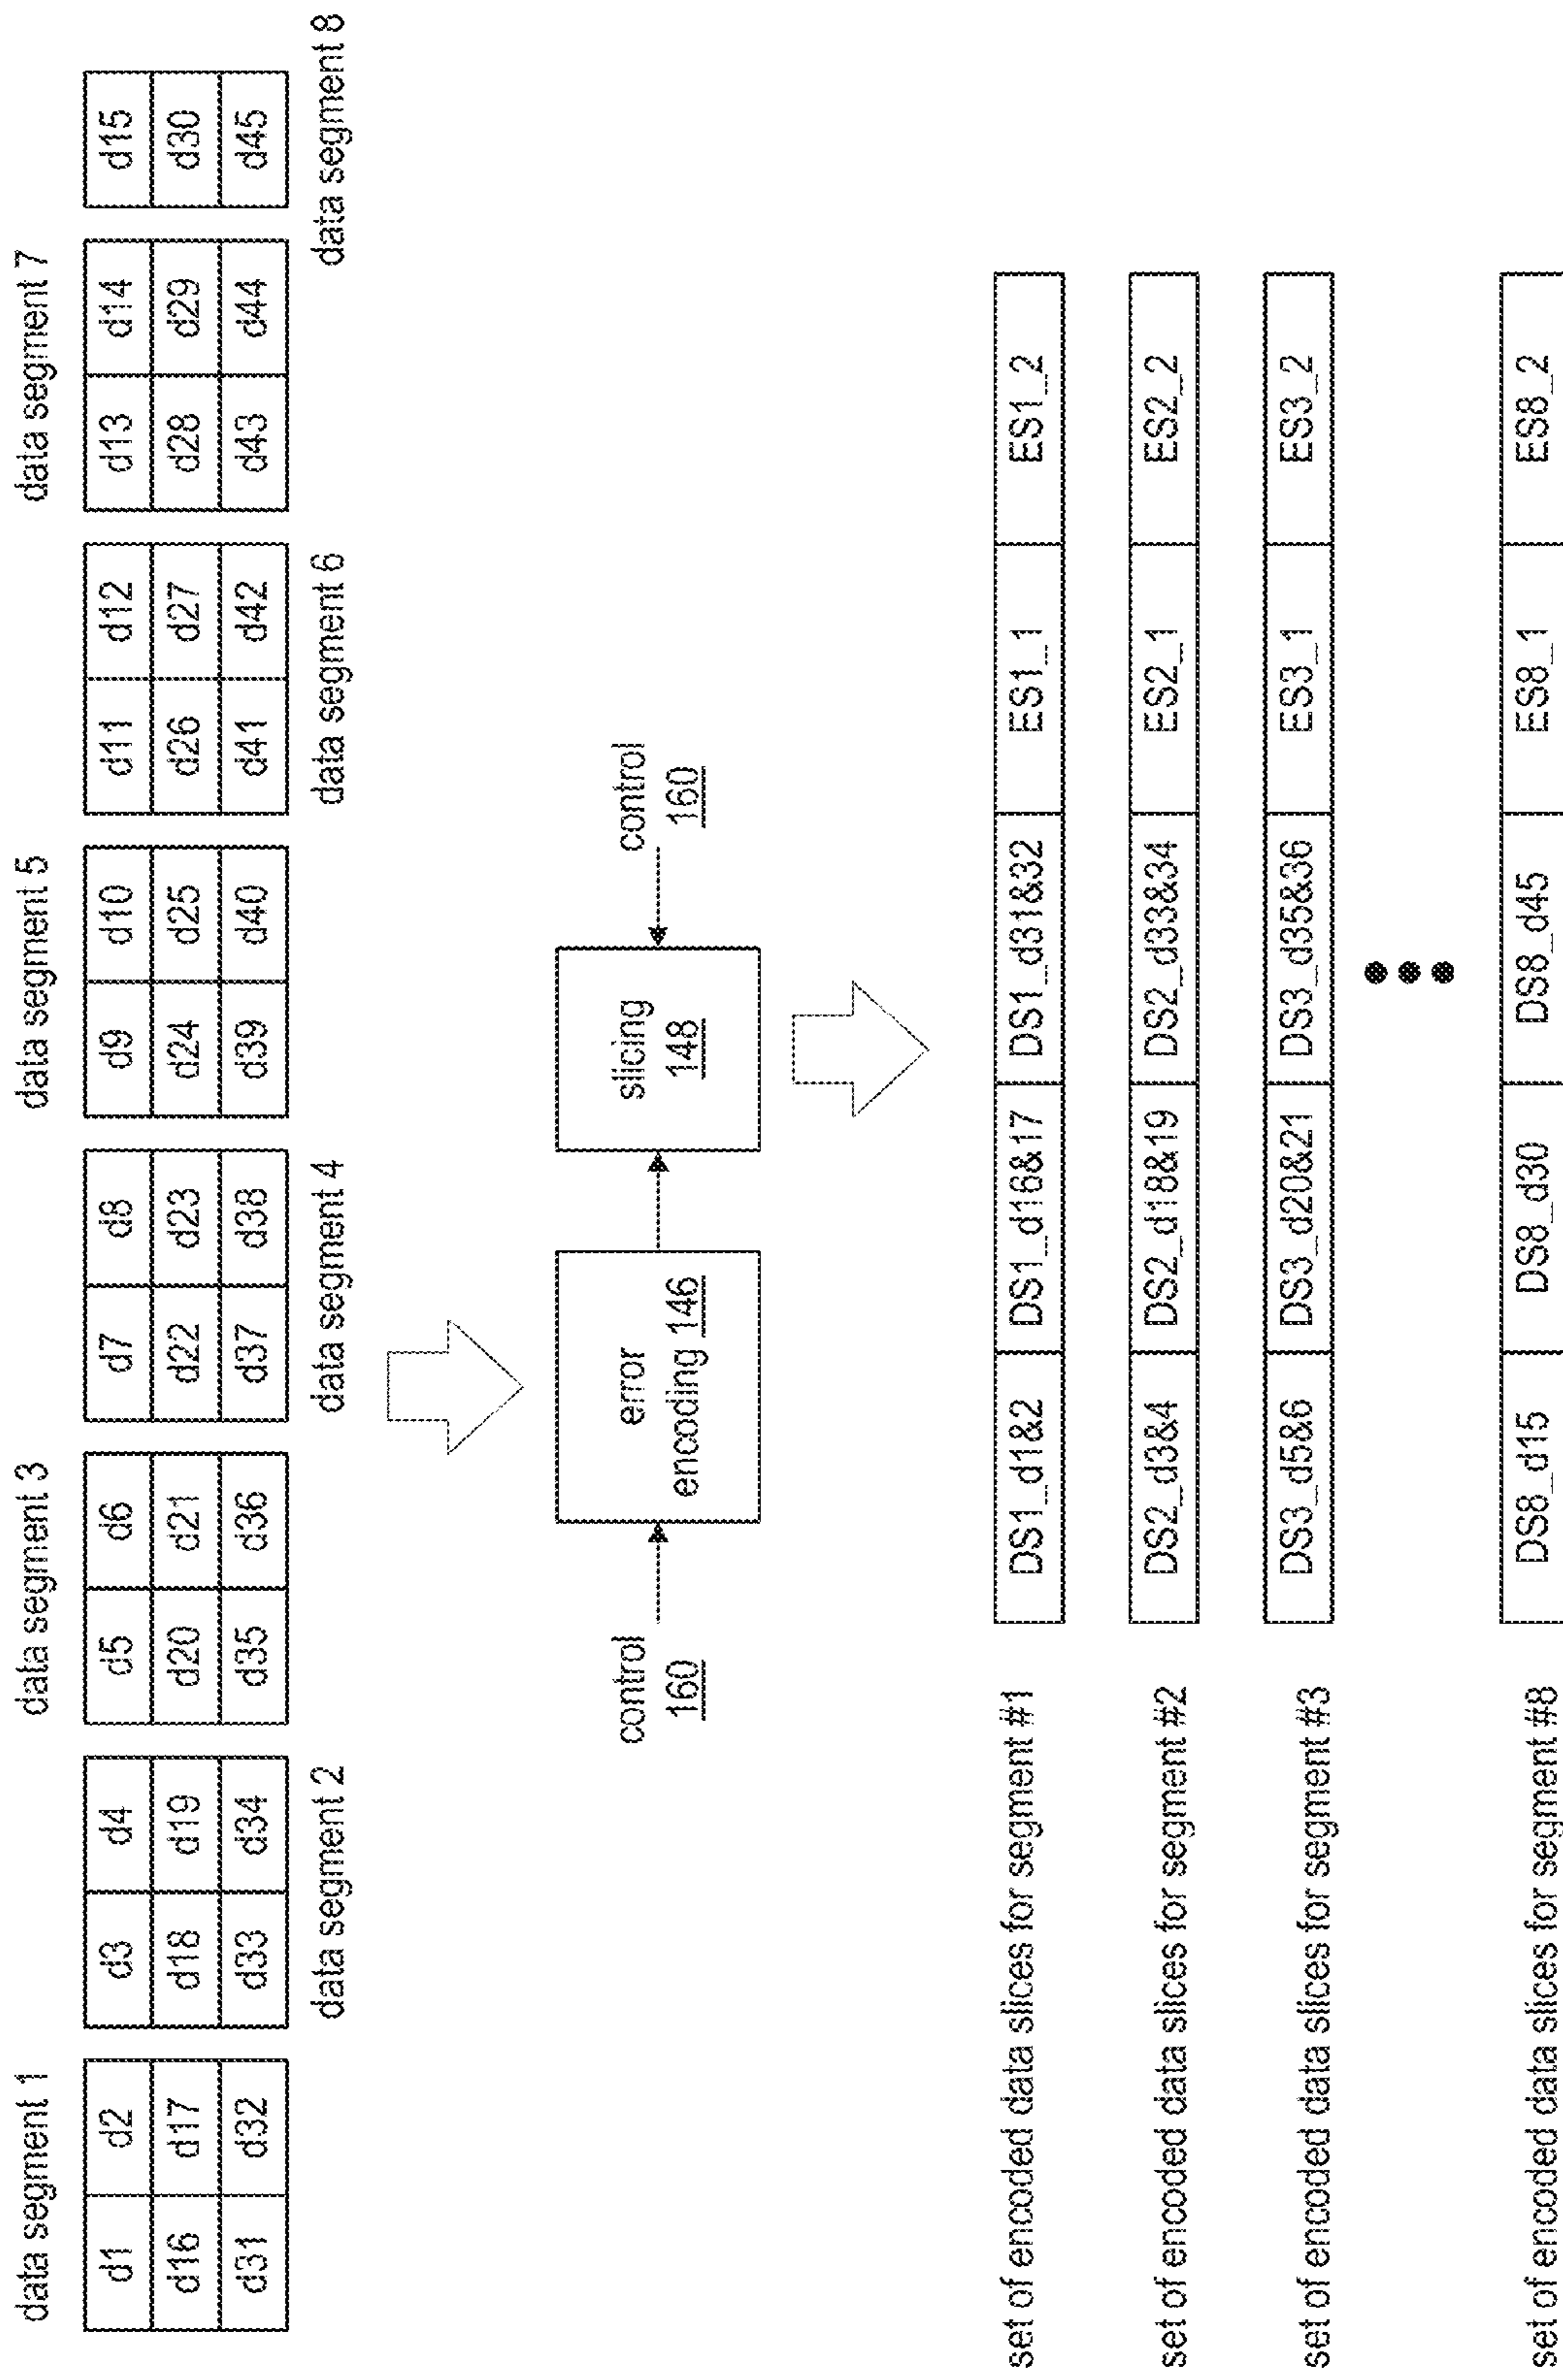 data segment 1
data segment 3
data segment 5
data segment 7
d1 d2 d3 d4 d5 d6 d7 d8 d9 d10 d11 d12 d13 d14 d15
d16 d17 d18 d19 d20 d21 d22 d23 d24 d25 d26 d27 d28 d29 d30
d31 d32 d33 d34 d35 d36 d37 d38 d39 d40 d41 d42 d43 d44 d45
data segment 2
data segment 4
data segment 6
data segment 8
control
160
error
encoding 146
slicing
148
control
160
set of encoded data slices for segment #1 DS1_d1&2 DS1_d16&17 DS1_d31&32 ES1_1 ES1_2
set of encoded data slices for segment #2 DS2_d3&4 DS2_d18&19 DS2_d33&34 ES2_1 ES2_2
set of encoded data slices for segment #3 DS3_d5&6 DS3_d20&21 DS3_d35&36 ES3_1 ES3_2
set of encoded data slices for segment #8 DS8_d15 DS8_d30 DS8_d45 ES8_1 ES8_2